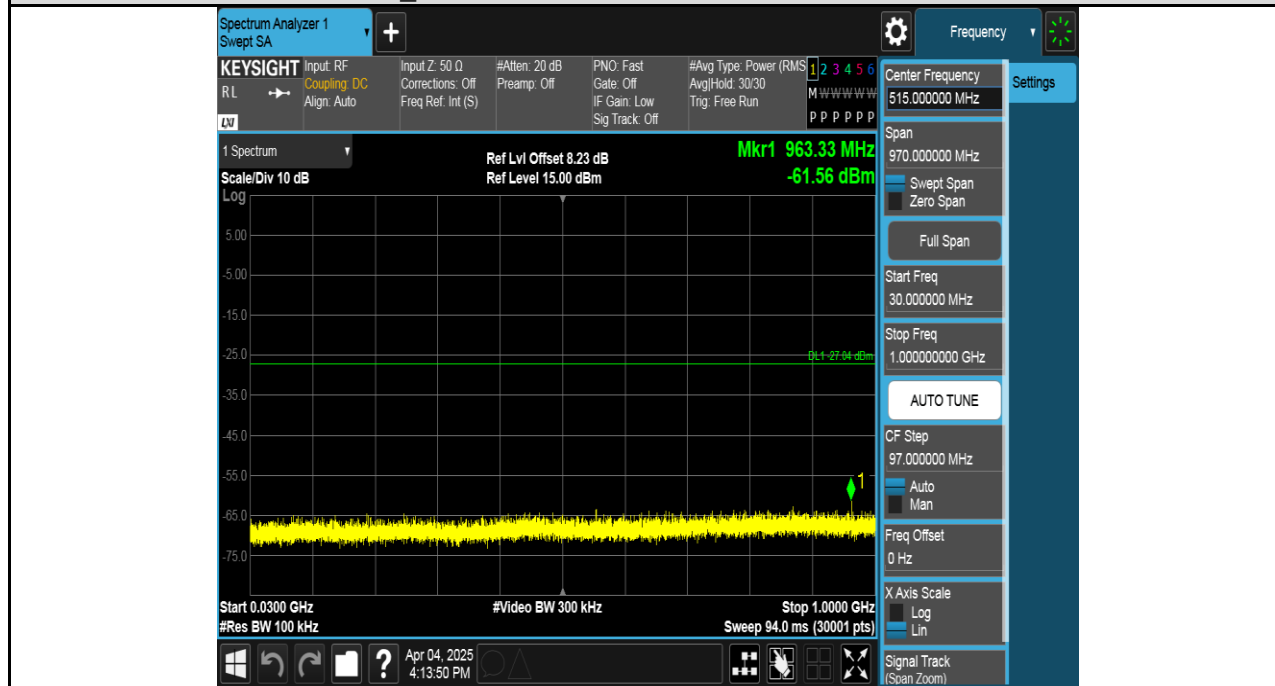 Spectrum Analyzer 1
Swept SA
+
Frequency
KEYSIGHT
RL
LXI
Input: RF
Coupling: DC
Align: Auto
Input Z: 50 Ω
Corrections: Off
Freq Ref: Int (S)
#Atten: 20 dB
Preamp: Off
PNO: Fast
Gate: Off
IF Gain: Low
Sig Track: Off
#Avg Type: Power (RMS
Avg|Hold: 30/30
Trig: Free Run
1 2 3 4 5 6
M W W W W W
P P P P P P
1 Spectrum
Scale/Div 10 dB
Ref Lvl Offset 8.23 dB
Ref Level 15.00 dBm
Mkr1 963.33 MHz
-61.56 dBm
Log
5.00
-5.00
-15.0
-25.0
DL1 -27.04 dBm
-35.0
-45.0
-55.0
1
-65.0
-75.0
Start 0.0300 GHz
#Res BW 100 kHz
#Video BW 300 kHz
Stop 1.0000 GHz
Sweep 94.0 ms (30001 pts)
?
Apr 04, 2025
4:13:50 PM
Center Frequency
515.000000 MHz
Span
970.000000 MHz
Swept Span
Zero Span
Full Span
Start Freq
30.000000 MHz
Stop Freq
1.000000000 GHz
AUTO TUNE
CF Step
97.000000 MHz
Auto
Man
Freq Offset
0 Hz
X Axis Scale
Log
Lin
Signal Track
(Span Zoom)
Settings